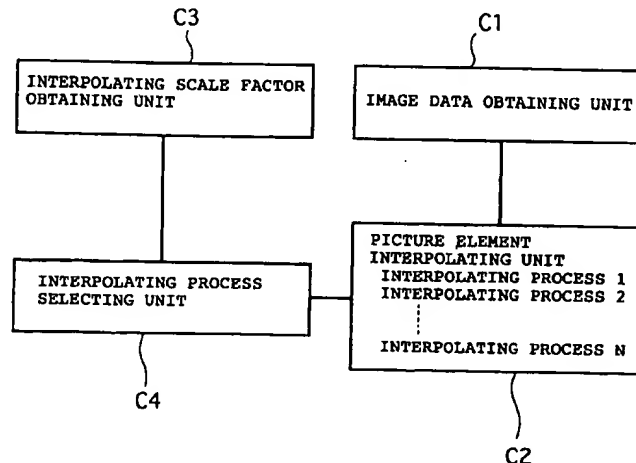 C3
C1
INTERPOLATING SCALE FACTOR
OBTAINING UNIT
IMAGE DATA OBTAINING UNIT
PICTURE ELEMENT
INTERPOLATING UNIT
INTERPOLATING PROCESS 1
INTERPOLATING PROCESS 2
INTERPOLATING PROCESS N
INTERPOLATING PROCESS
SELECTING UNIT
C4
C2